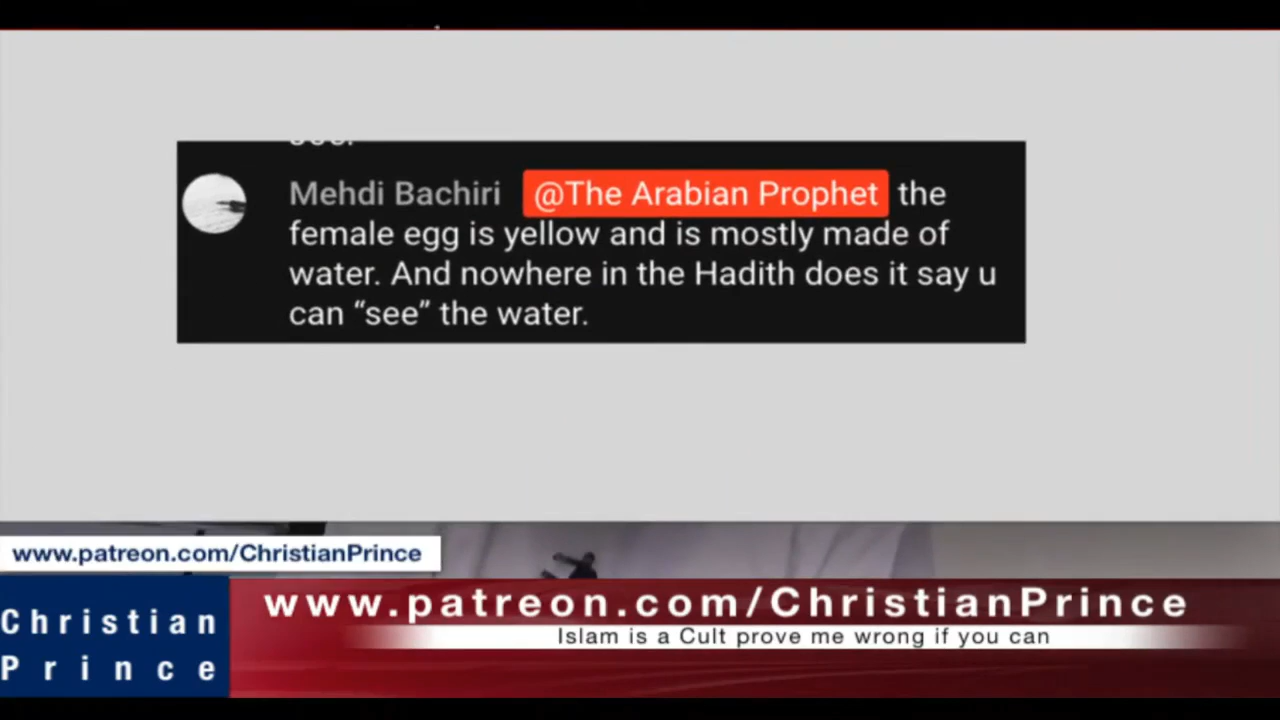 Mehdi Bachiri @The Arabian Prophet the
female egg is yellow and is mostly made of
water. And nowhere in the Hadith does it say u
can “see” the water.
www.patreon.com/ChristianPrince
Christian
Prince
www.patreon.com/ChristianPrince
Islam is a Cult prove me wrong if you can